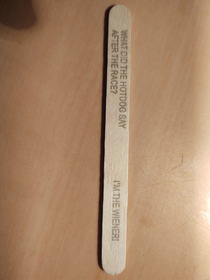 WHAT DID THE HOTDOG SAY
AFTER THE RACE?
I'M THE WIENER!